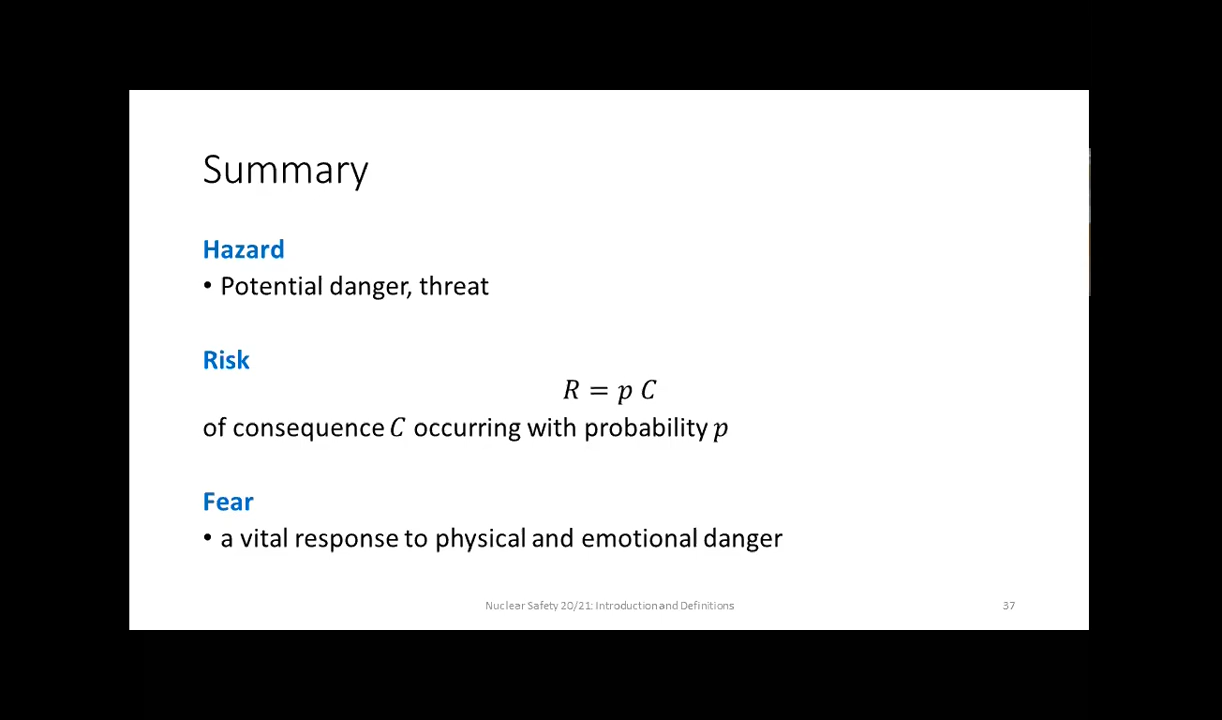 Summary
Hazard
• Potential danger, threat
Risk
R = p C
of consequence C occurring with probability p
Fear
• a vital response to physical and emotional danger
Nuclear Safety 20/21: Introduction and Definitions
37